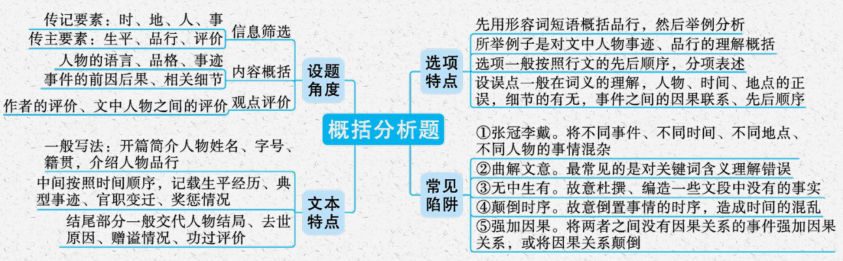 概括分析题
设题
角度
信息筛选
传记要素：时、地、人、事
传主要素：生平、品行、评价
内容概括
人物的语言、品格、事迹
事件的前因后果、相关细节
观点评价
作者的评价、文中人物之间的评价
文本
特点
一般写法：开篇简介人物姓名、字号、
籍贯，介绍人物品行
中间按照时间顺序，记载生平经历、典
型事迹、官职变迁、奖惩情况
结尾部分一般交代人物结局、去世
原因、赠谥情况、功过评价
选项
特点
先用形容词短语概括品行，然后举例分析
所举例子是对文中人物事迹、品行的理解概括
选项一般按照行文的先后顺序，分项表述
设误点一般在词义的理解，人物、时间、地点的正
误，细节的有无，事件之间的因果联系、先后顺序
常见
陷阱
①张冠李戴。将不同事件、不同时间、不同地点、
不同人物的事情混杂
②曲解文意。最常见的是对关键词含义理解错误
③无中生有。故意杜撰、编造一些文段中没有的事实
④颠倒时序。故意倒置事情的时序，造成时间的混乱
⑤强加因果。将两者之间没有因果关系的事件强加因果
关系，或将因果关系颠倒